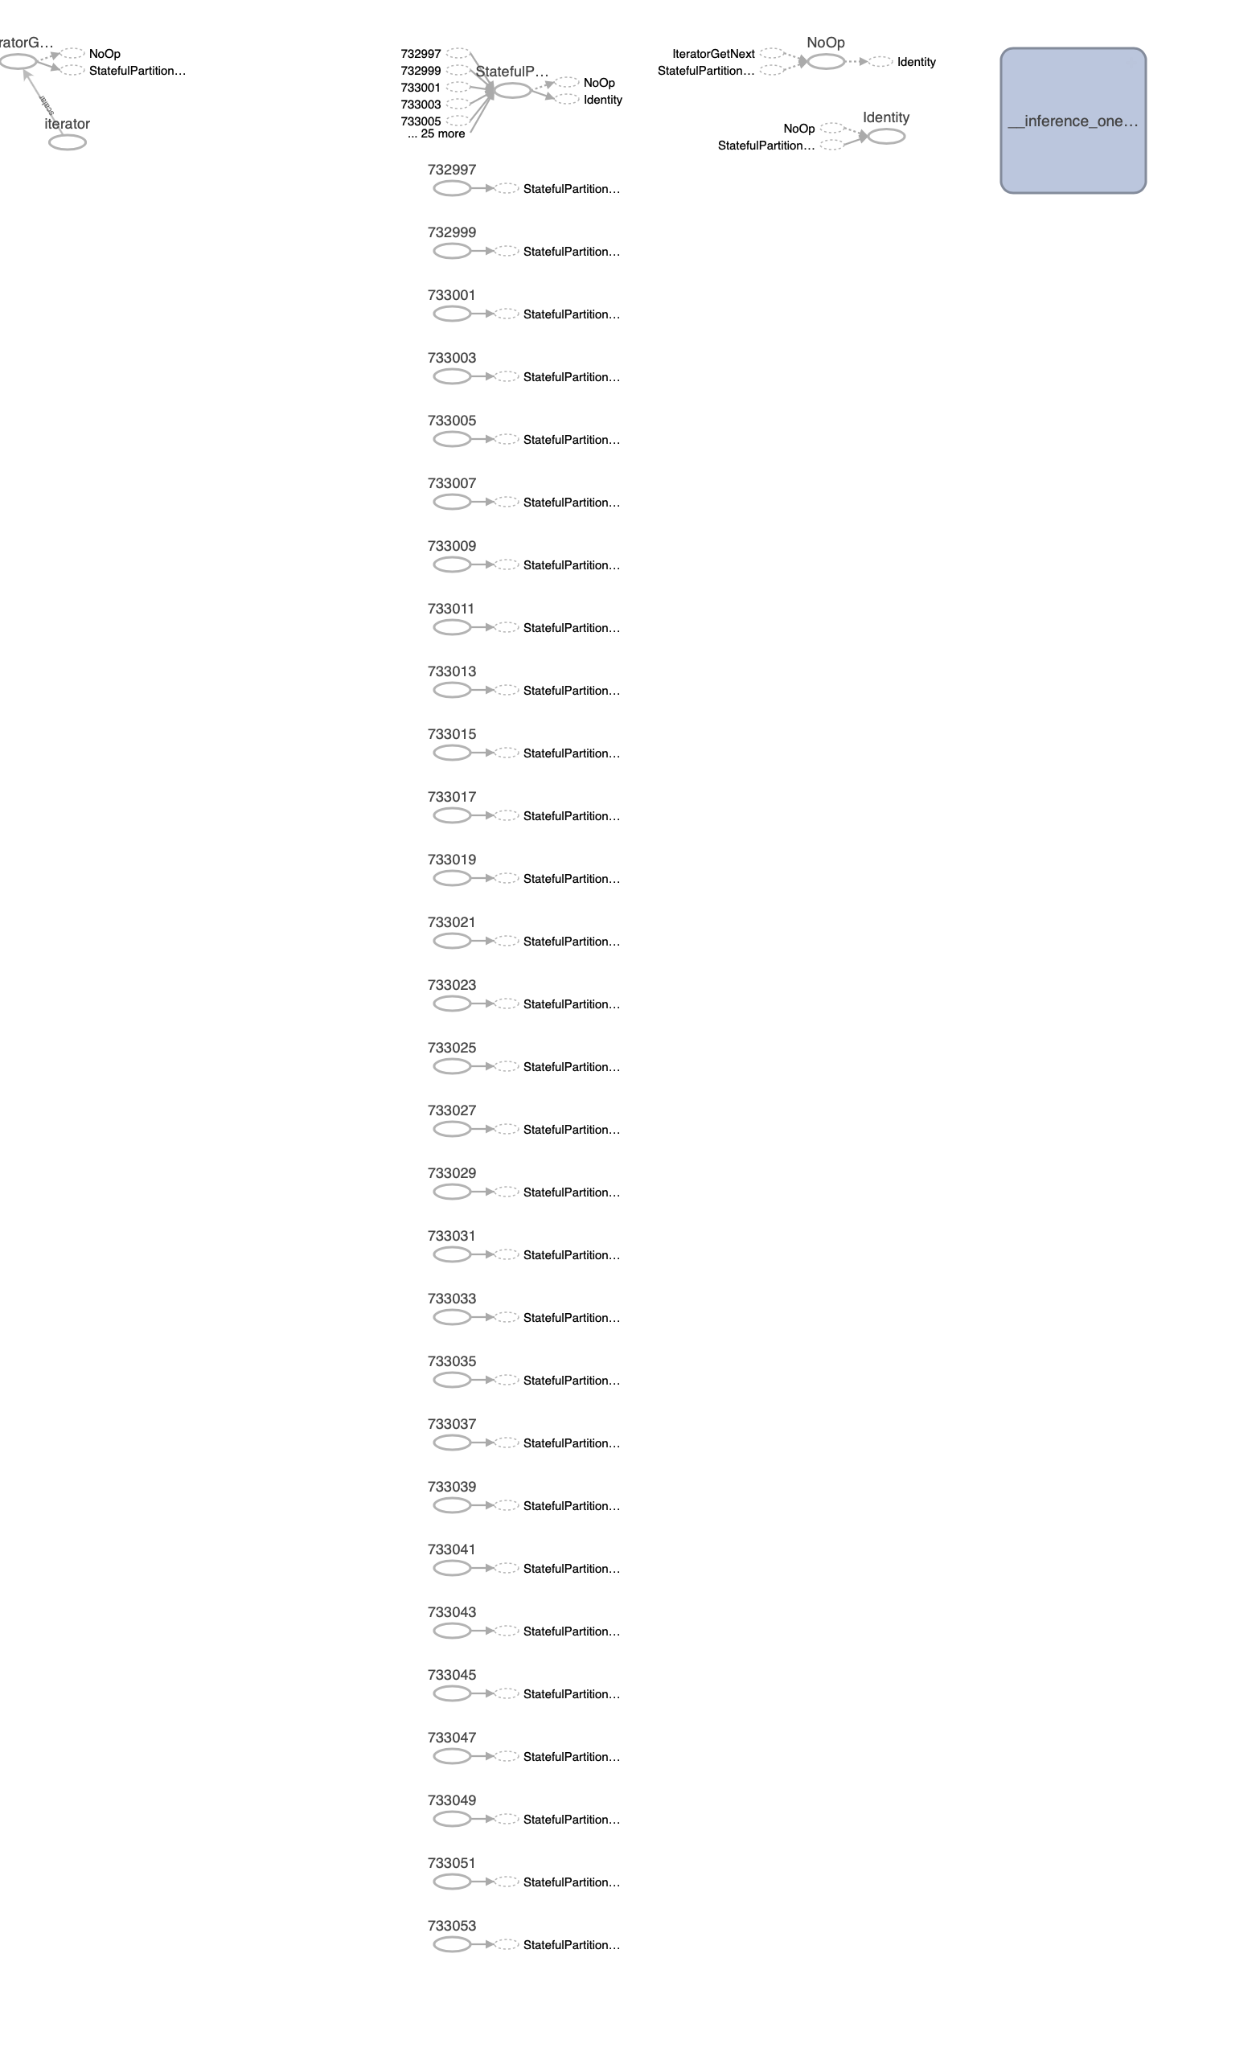 ratorG...
NoOp
StatefulPartition...
scalar
iterator
732997
732999
733001
733003
733005
... 25 more
StatefulP...
NoOp
Identity
IteratorGetNext
StatefulPartition...
NoOp
Identity
NoOp
StatefulPartition...
Identity
__inference_one...
732997
StatefulPartition...
732999
StatefulPartition...
733001
StatefulPartition...
733003
StatefulPartition...
733005
StatefulPartition...
733007
StatefulPartition...
733009
StatefulPartition...
733011
StatefulPartition...
733013
StatefulPartition...
733015
StatefulPartition...
733017
StatefulPartition...
733019
StatefulPartition...
733021
StatefulPartition...
733023
StatefulPartition...
733025
StatefulPartition...
733027
StatefulPartition...
733029
StatefulPartition...
733031
StatefulPartition...
733033
StatefulPartition...
733035
StatefulPartition...
733037
StatefulPartition...
733039
StatefulPartition...
733041
StatefulPartition...
733043
StatefulPartition...
733045
StatefulPartition...
733047
StatefulPartition...
733049
StatefulPartition...
733051
StatefulPartition...
733053
StatefulPartition...